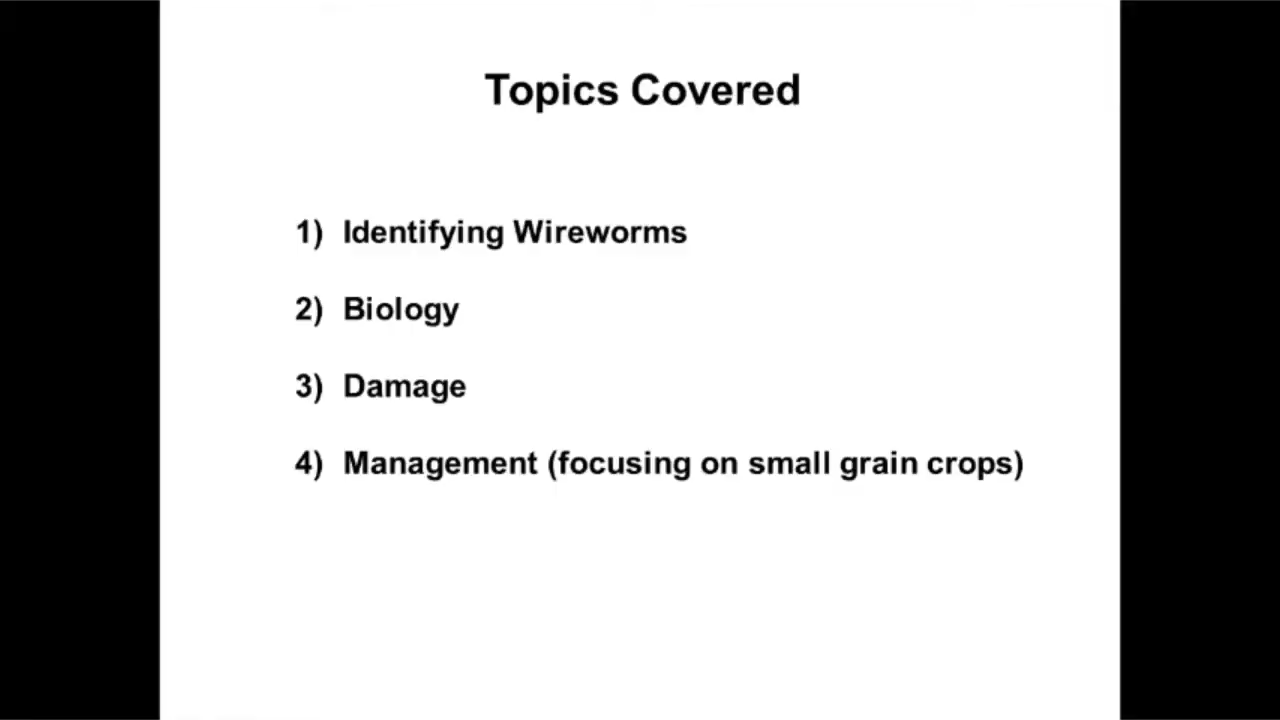 Topics Covered
1) Identifying Wireworms
2) Biology
3) Damage
4) Management (focusing on small grain crops)